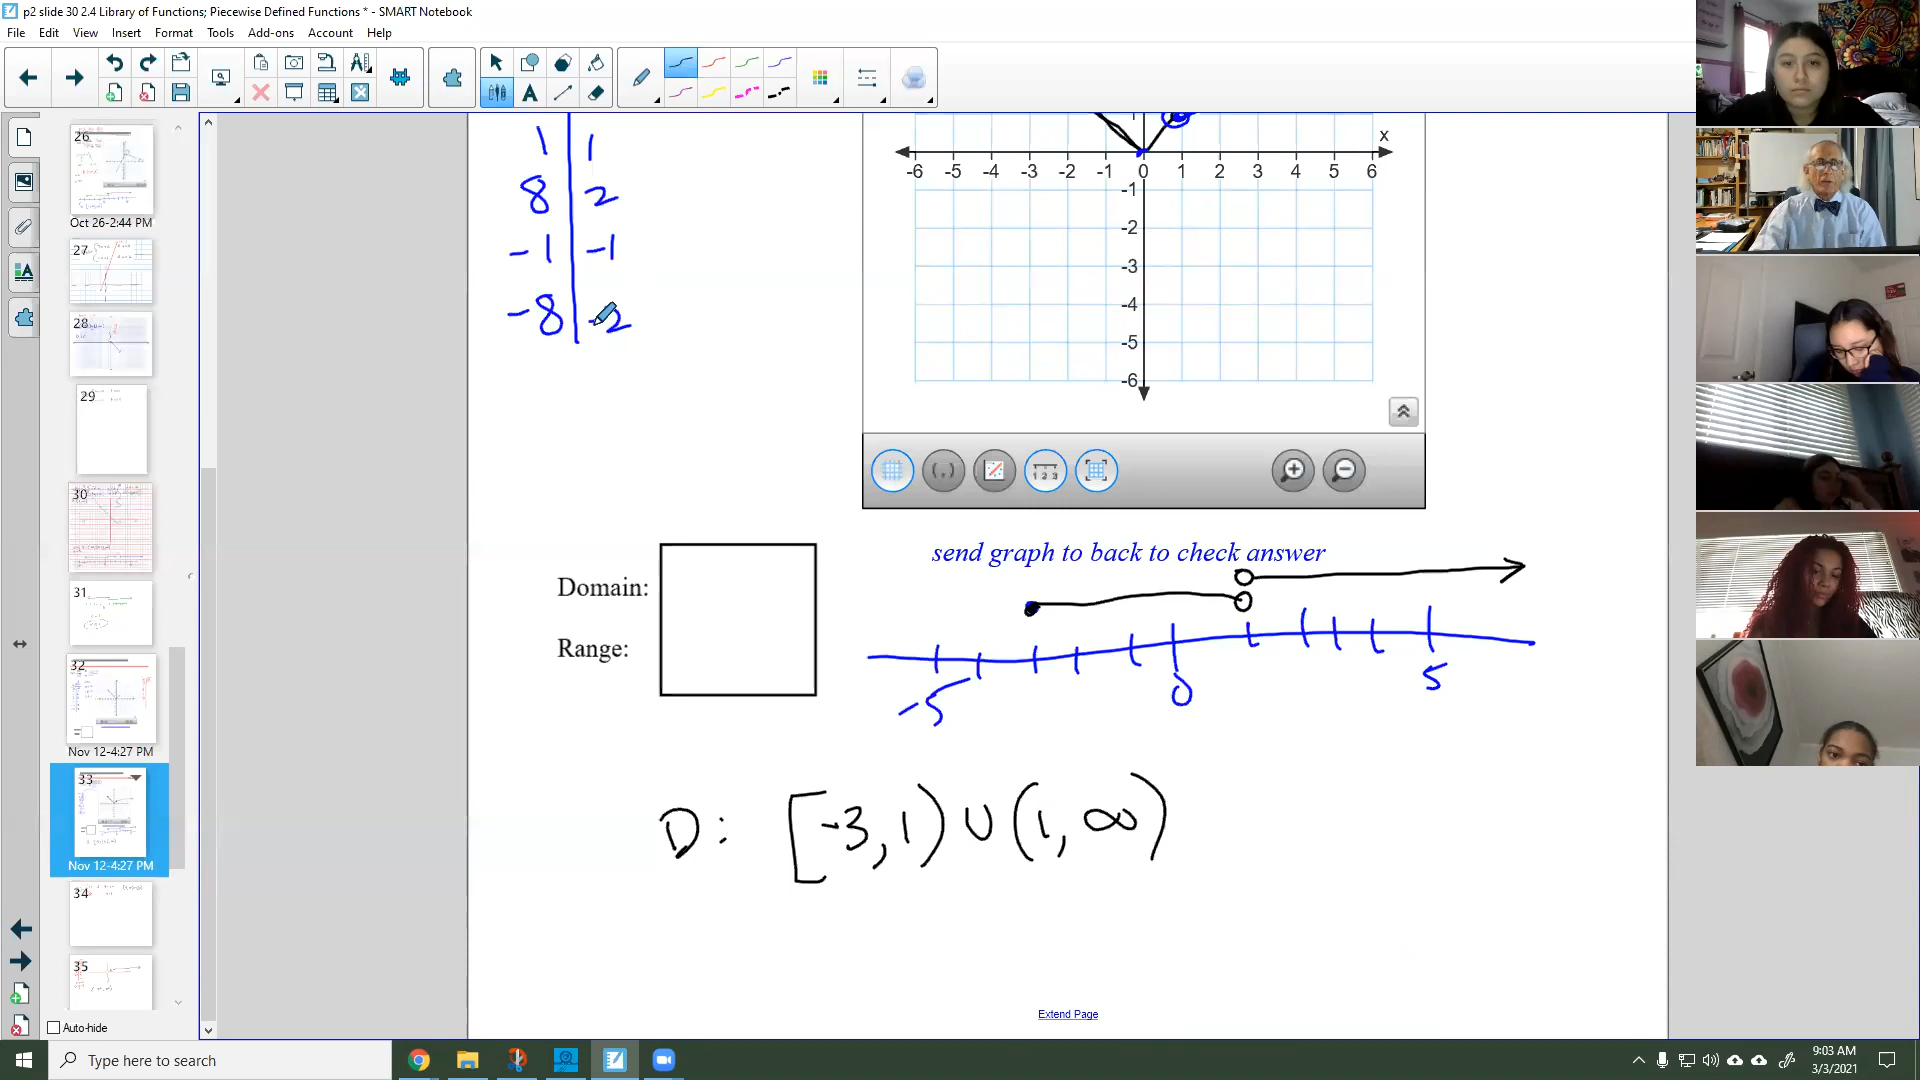 p2 slide 30 2.4 Library of Functions; Piecewise Defined Functions * - SMART Notebook
File Edit View Insert Format Tools Add-ons Account Help
26
Oct 26-2:44 PM
27
28
29
30
31
32
Nov 12-4:27 PM
33
Nov 12-4:27 PM
34
35
Auto-hide
1 1
8 2
-1 -1
-8 -2
x
-6 -5 -4 -3 -2 -1 0 1 2 3 4 5 6
-1
-2
-3
-4
-5
-6
1 2 3
send graph to back to check answer
Domain:
Range:
-5 0 5
D: [-3, 1) ∪ (1, ∞)
Extend Page
Type here to search
9:03 AM
3/3/2021